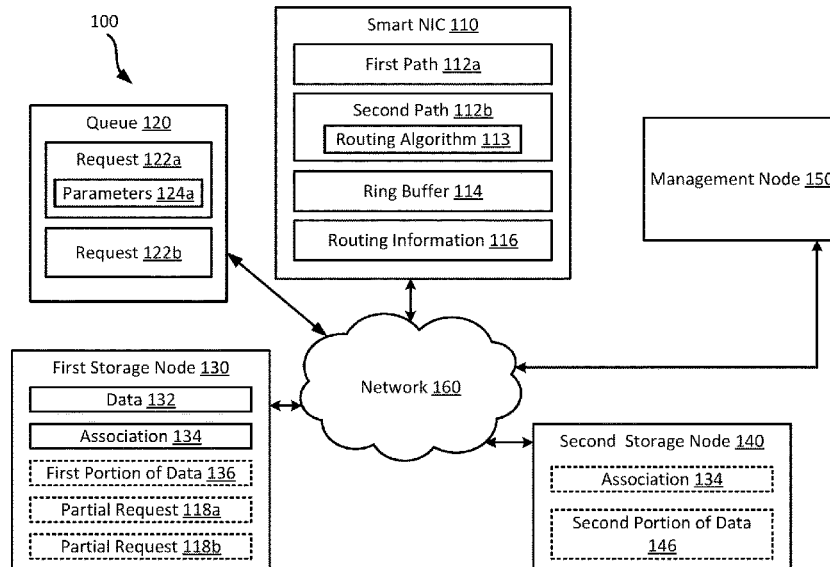 100
Smart NIC 110
First Path 112a
Second Path 112b
Routing Algorithm 113
Ring Buffer 114
Routing Information 116
Queue 120
Request 122a
Parameters 124a
Request 122b
Management Node 150
Network 160
First Storage Node 130
Data 132
Association 134
First Portion of Data 136
Partial Request 118a
Partial Request 118b
Second Storage Node 140
Association 134
Second Portion of Data
146